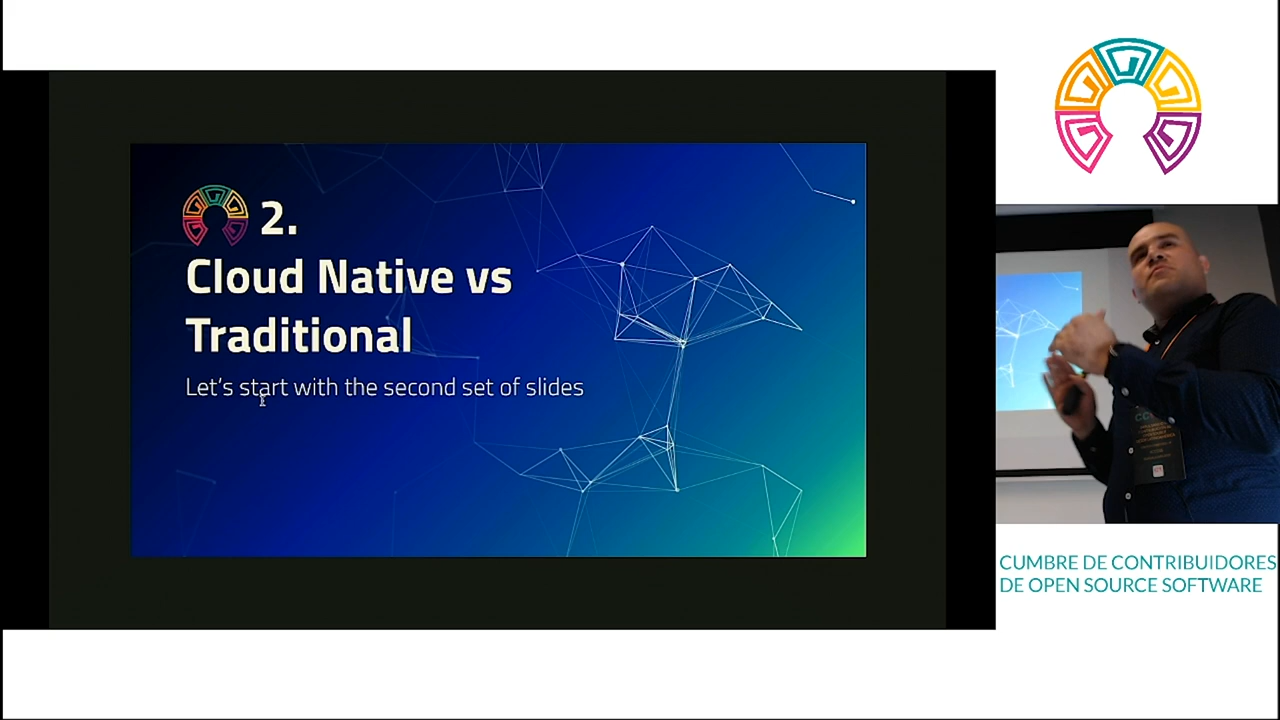 2.
Cloud Native vs
Traditional
Let's start with the second set of slides
CUMBRE DE CONTRIBUIDORES
DE OPEN SOURCE SOFTWARE